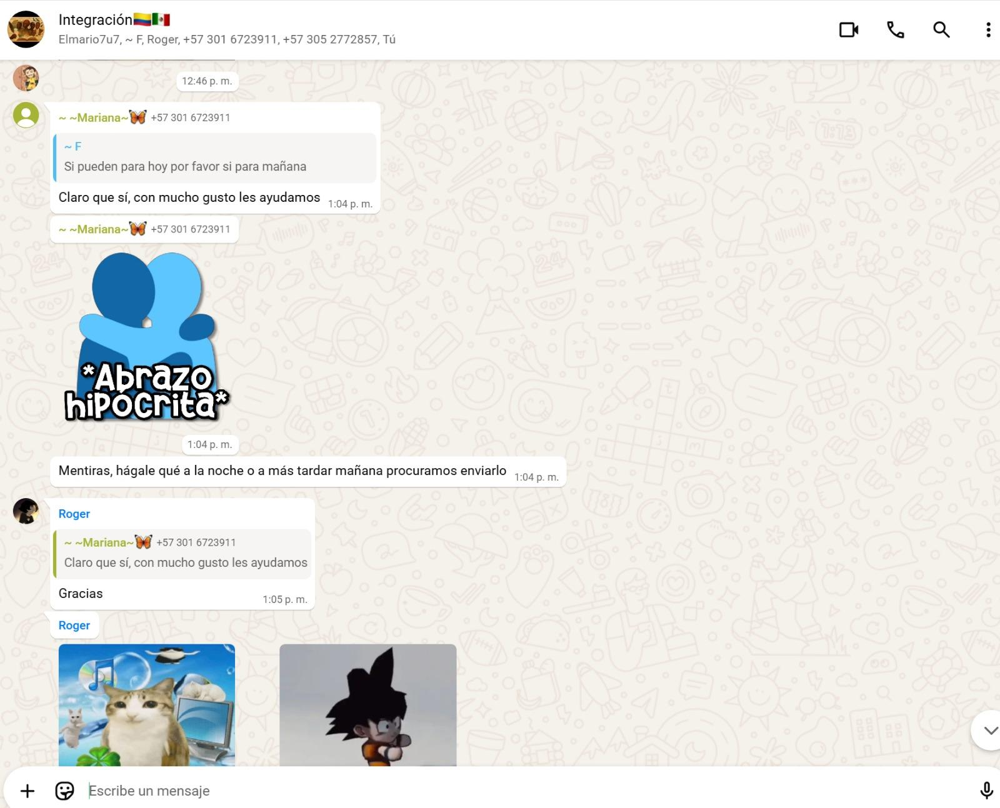 Integración🇨🇴🇲🇽
Elmario7u7, ~ F, Roger, +57 301 6723911, +57 305 2772857, Tú
12:46 p. m.
~ ~Mariana~🦋 +57 301 6723911
~ F
Si pueden para hoy por favor si para mañana
Claro que sí, con mucho gusto les ayudamos 1:04 p. m.
~ ~Mariana~🦋 +57 301 6723911
*Abrazo
hipócrita*
1:04 p. m.
Mentiras, hágale qué a la noche o a más tardar mañana procuramos enviarlo 1:04 p. m.
Roger
~ ~Mariana~🦋 +57 301 6723911
Claro que sí, con mucho gusto les ayudamos
Gracias 1:05 p. m.
Roger
Escribe un mensaje